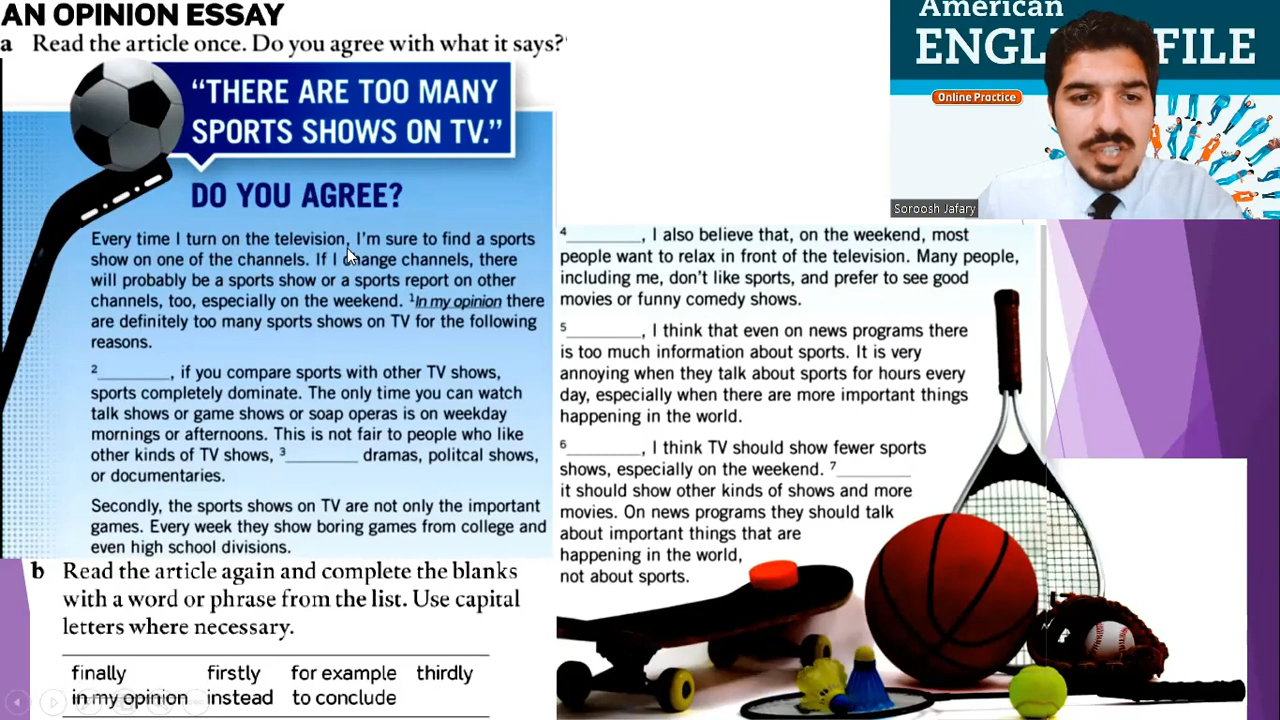 AN OPINION ESSAY
a Read the article once. Do you agree with what it says?
"THERE ARE TOO MANY
SPORTS SHOWS ON TV."
DO YOU AGREE?
Every time I turn on the television, I'm sure to find a sports
show on one of the channels. If I change channels, there
will probably be a sports show or a sports report on other
channels, too, especially on the weekend. 1In my opinion there
are definitely too many sports shows on TV for the following
reasons.
2________, if you compare sports with other TV shows,
sports completely dominate. The only time you can watch
talk shows or game shows or soap operas is on weekday
mornings or afternoons. This is not fair to people who like
other kinds of TV shows, 3________ dramas, politcal shows,
or documentaries.
Secondly, the sports shows on TV are not only the important
games. Every week they show boring games from college and
even high school divisions.
4________, I also believe that, on the weekend, most
people want to relax in front of the television. Many people,
including me, don't like sports, and prefer to see good
movies or funny comedy shows.
5________, I think that even on news programs there
is too much information about sports. It is very
annoying when they talk about sports for hours every
day, especially when there are more important things
happening in the world.
6________, I think TV should show fewer sports
shows, especially on the weekend. 7________
it should show other kinds of shows and more
movies. On news programs they should talk
about important things that are
happening in the world,
not about sports.
b Read the article again and complete the blanks
with a word or phrase from the list. Use capital
letters where necessary.
finally firstly for example thirdly
in my opinion instead to conclude
American
ENGL FILE
Online Practice
Soroosh Jafary